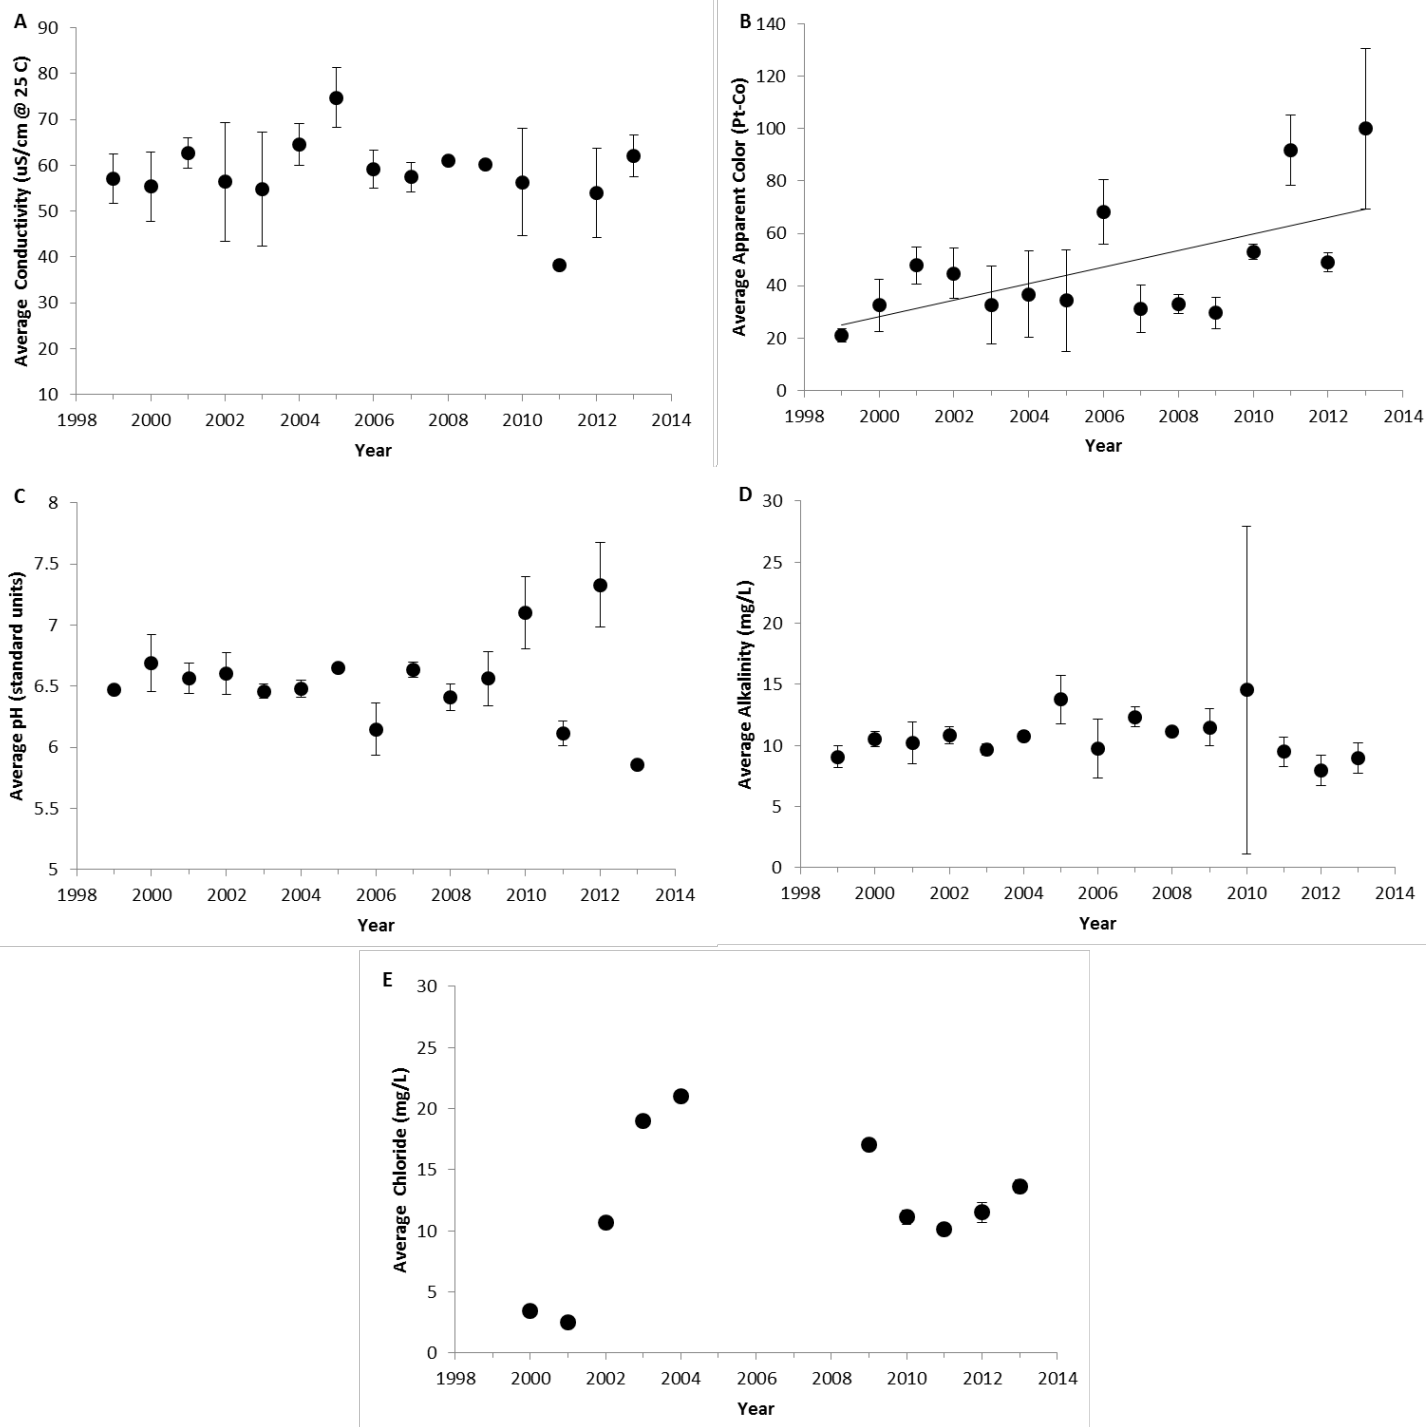 A
Average Conductivity (uS/cm @ 25 C)
90
80
70
60
50
40
30
20
10
1998 2000 2002 2004 2006 2008 2010 2012 2014
Year
B
Average Apparent Color (Pt-Co)
140
120
100
80
60
40
20
0
1998 2000 2002 2004 2006 2008 2010 2012 2014
Year
C
Average pH (standard units)
8
7.5
7
6.5
6
5.5
5
1998 2000 2002 2004 2006 2008 2010 2012 2014
Year
D
Average Alkalinity (mg/L)
30
25
20
15
10
5
0
1998 2000 2002 2004 2006 2008 2010 2012 2014
Year
E
Average Chloride (mg/L)
30
25
20
15
10
5
0
1998 2000 2002 2004 2006 2008 2010 2012 2014
Year